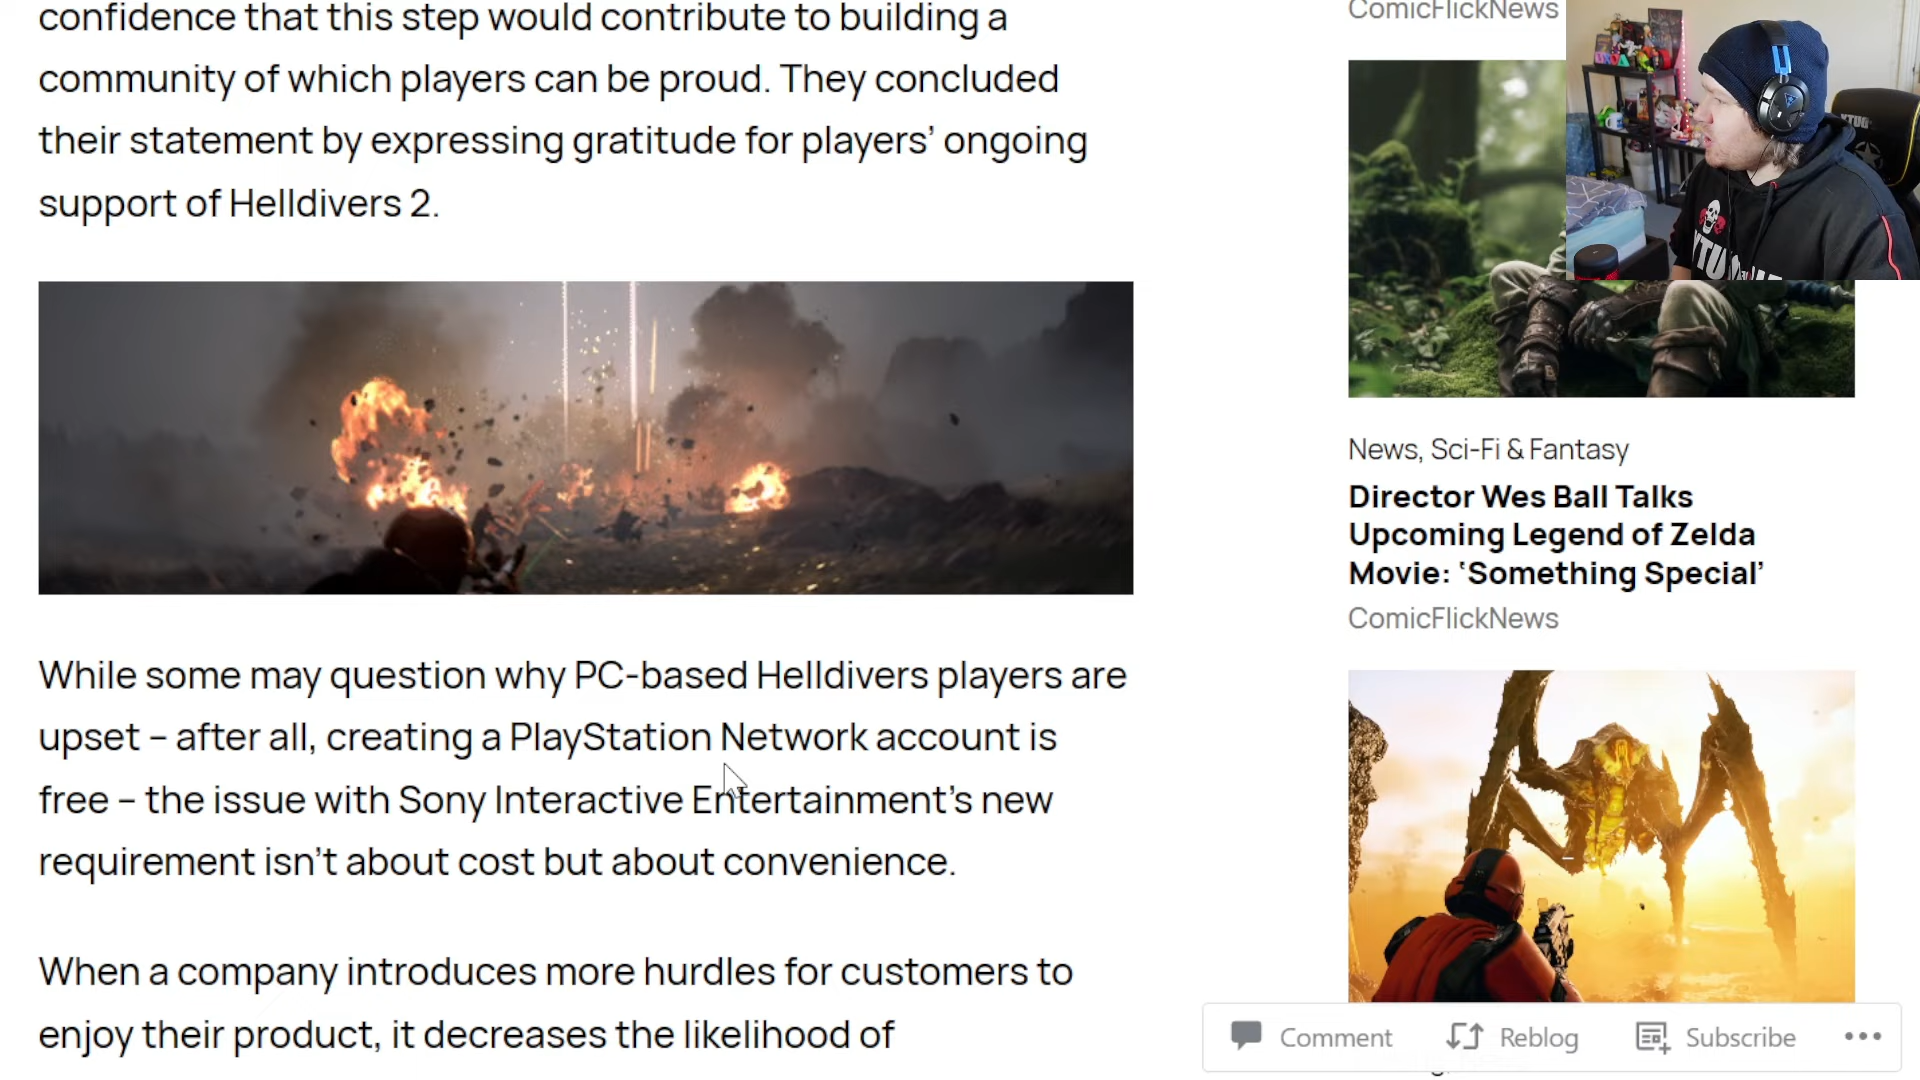 confidence that this step would contribute to building a
community of which players can be proud. They concluded
their statement by expressing gratitude for players’ ongoing
support of Helldivers 2.
While some may question why PC-based Helldivers players are
upset – after all, creating a PlayStation Network account is
free – the issue with Sony Interactive Entertainment’s new
requirement isn’t about cost but about convenience.
When a company introduces more hurdles for customers to
enjoy their product, it decreases the likelihood of
ComicFlickNews
News, Sci-Fi & Fantasy
Director Wes Ball Talks
Upcoming Legend of Zelda
Movie: ‘Something Special’
ComicFlickNews
Comment
Reblog
Subscribe